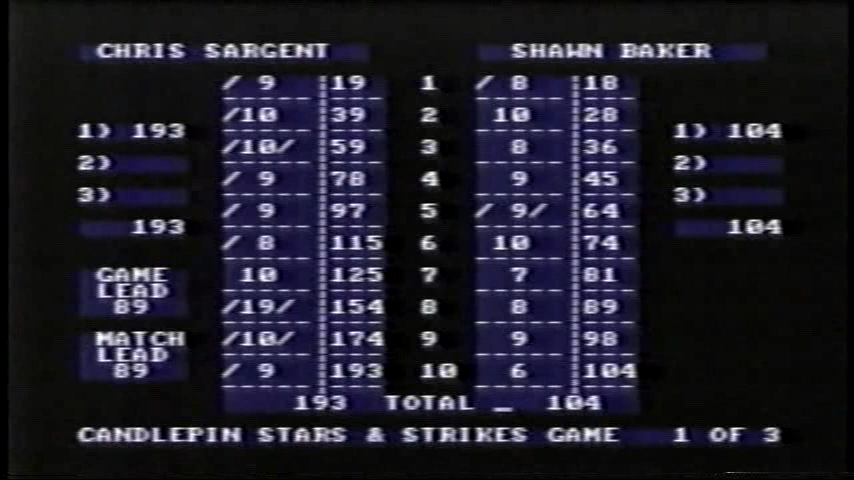 CHRIS SARGENT SHAWN BAKER
/ 9 19 1 / 8 18
/10 39 2 10 28
1) 193 /10/ 59 3 8 36 1) 104
2) / 9 78 4 9 45 2)
3) / 9 97 5 / 9/ 64 3)
193 / 8 115 6 10 74 104
GAME 10 125 7 7 81
LEAD
89 /19/ 154 8 8 89
MATCH /10/ 174 9 9 98
LEAD
89 / 9 193 10 6 104
193 TOTAL _ 104
CANDLEPIN STARS & STRIKES GAME 1 OF 3